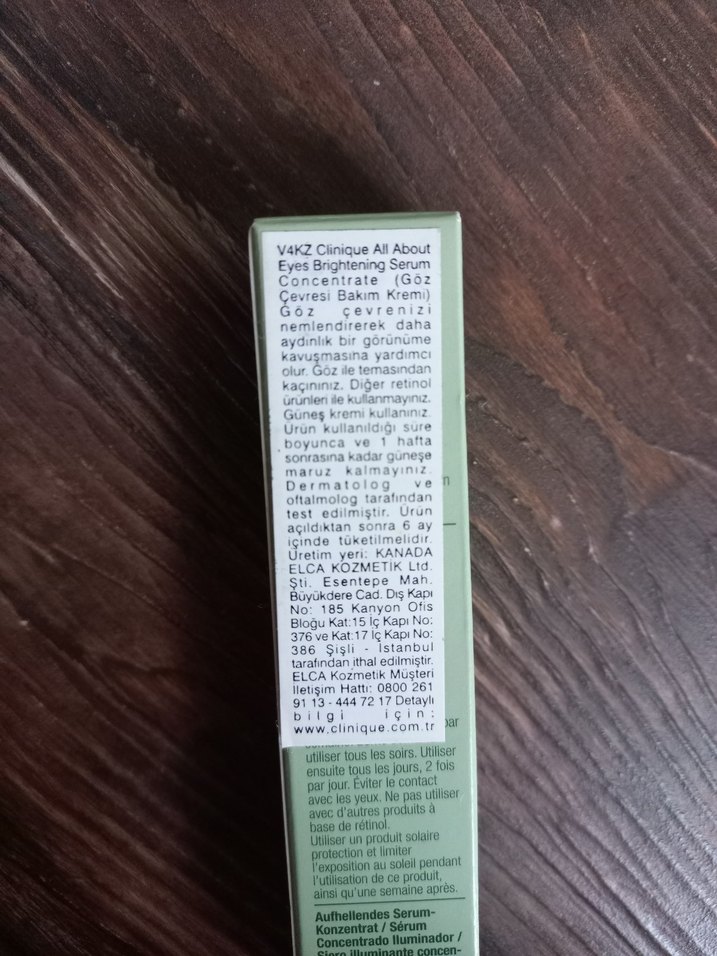 V4KZ Clinique All About
Eyes Brightening Serum
Concentrate (Göz
Çevresi Bakım Kremi)
Göz çevrenizi
nemlendirerek daha
aydınlık bir görünüme
kavuşmasına yardımcı
olur. Göz ile temasından
kaçınınız. Diğer retinol
ürünleri ile kullanmayınız.
Güneş kremi kullanınız.
Ürün kullanıldığı süre
boyunca ve 1 hafta
sonrasına kadar güneşe
maruz kalmayınız.
Dermatolog ve
oftalmolog tarafından
test edilmiştir. Ürün
açıldıktan sonra 6 ay
içinde tüketilmelidir.
Üretim yeri: KANADA
ELCA KOZMETİK Ltd.
Şti. Esentepe Mah.
Büyükdere Cad. Dış Kapı
No: 185 Kanyon Ofis
Bloğu Kat:15 İç Kapı No:
376 ve Kat:17 İç Kapı No:
386 Şişli - İstanbul
tarafından ithal edilmiştir.
ELCA Kozmetik Müşteri
İletişim Hattı: 0800 261
91 13 - 444 72 17 Detaylı
bilgi için:
www.clinique.com.tr
par
utiliser tous les soirs. Utiliser
ensuite tous les jours, 2 fois
par jour. Éviter le contact
avec les yeux. Ne pas utiliser
avec d'autres produits à
base de rétinol.
Utiliser un produit solaire
protection et limiter
l'exposition au soleil pendant
l'utilisation de ce produit,
ainsi qu'une semaine après.
Aufhellendes Serum-
Konzentrat / Sérum
Concentrado Iluminador /
Siero illuminante concen-